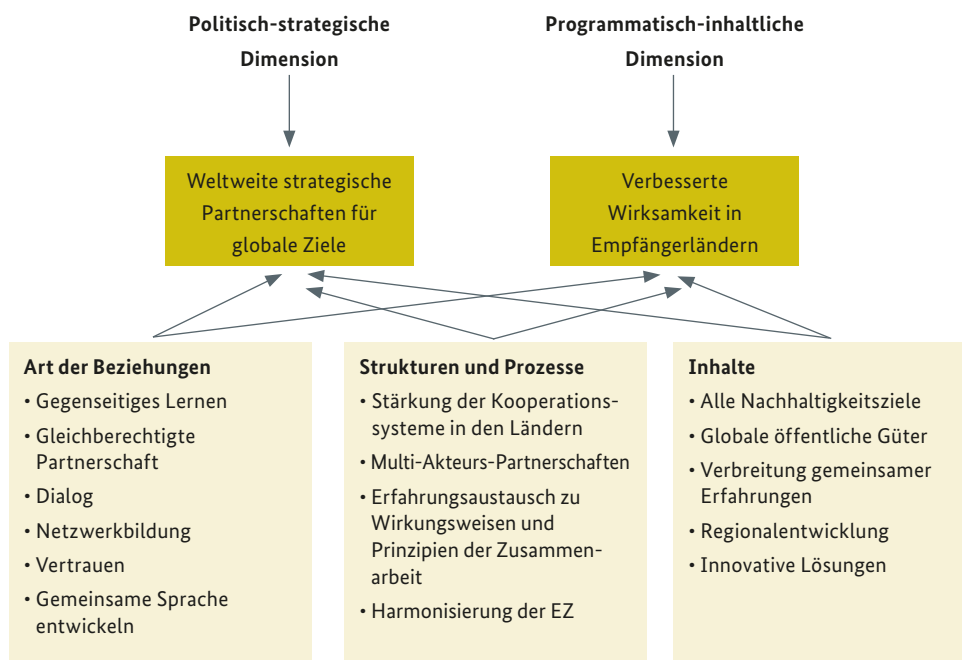 Politisch-strategische
Dimension
Programmatisch-inhaltliche
Dimension
Weltweite strategische
Partnerschaften für
globale Ziele
Verbesserte
Wirksamkeit in
Empfängerländern
Art der Beziehungen
• Gegenseitiges Lernen
• Gleichberechtigte
Partnerschaft
• Dialog
• Netzwerkbildung
• Vertrauen
• Gemeinsame Sprache
entwickeln
Strukturen und Prozesse
• Stärkung der Kooperations-
systeme in den Ländern
• Multi-Akteurs-Partnerschaften
• Erfahrungsaustausch zu
Wirkungsweisen und
Prinzipien der Zusammen-
arbeit
• Harmonisierung der EZ
Inhalte
• Alle Nachhaltigkeitsziele
• Globale öffentliche Güter
• Verbreitung gemeinsamer
Erfahrungen
• Regionalentwicklung
• Innovative Lösungen